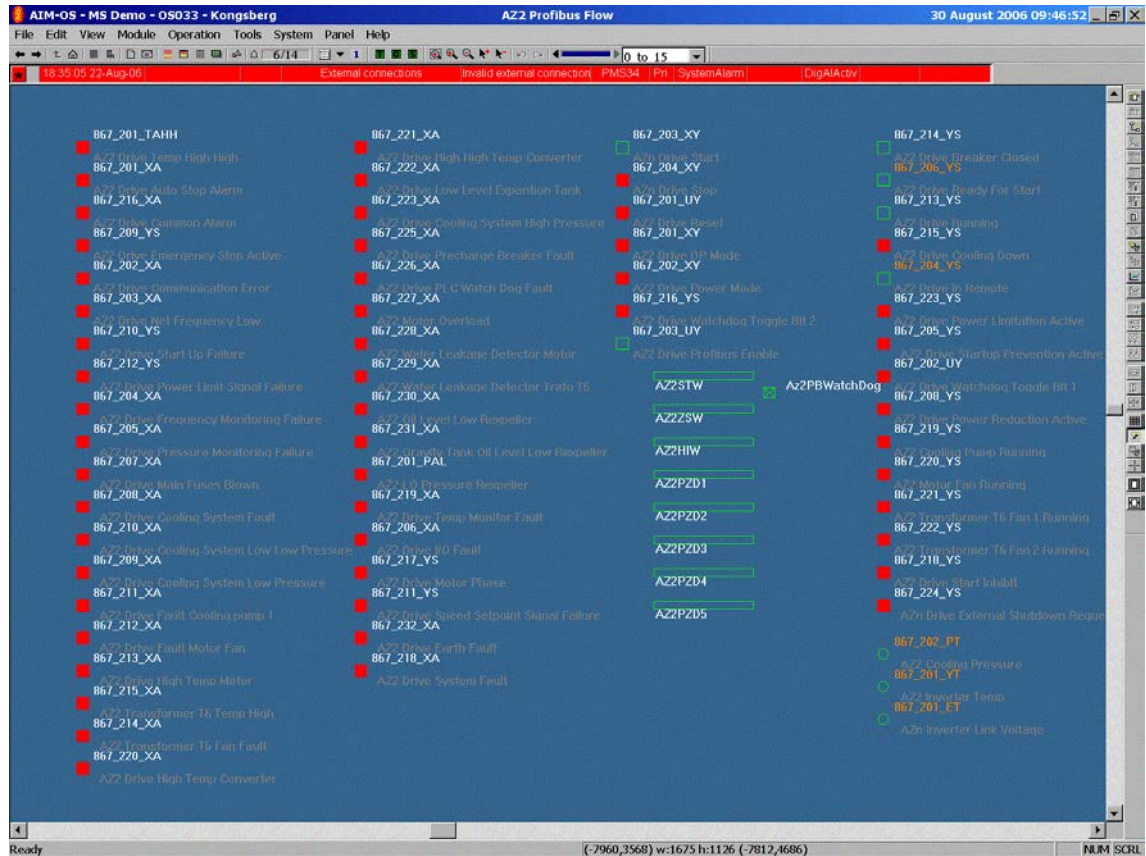 AIM-OS - MS Demo - OS033 - Kongsberg
AZ2 Profibus Flow
30 August 2006 09:46:52
File Edit View Module Operation Tools System Panel Help
6/14
1
0 to 15
18:35:05 22-Aug-06 External connections Invalid external connection PMS34 Pri SystemAlarm DigAlActiv
867_201_TAHH
AZ2 Drive Temp High High
867_201_XA
AZ2 Drive Auto Stop Alarm
867_216_XA
AZ2 Drive Common Alarm
867_209_YS
AZ2 Drive Emergency Stop Active
867_202_XA
AZ2 Drive Communication Error
867_203_XA
AZ2 Drive Net Frequency Low
867_210_YS
AZ2 Drive Start Up Failure
867_212_YS
AZ2 Drive Power Limit Signal Failure
867_204_XA
AZ2 Drive Frequency Monitoring Failure
867_205_XA
AZ2 Drive Pressure Monitoring Failure
867_207_XA
AZ2 Drive Main Fuses Blown
867_208_XA
AZ2 Drive Cooling System Fault
867_210_XA
AZ2 Drive Cooling System Low Low Pressure
867_209_XA
AZ2 Drive Cooling System Low Pressure
867_211_XA
AZ2 Drive Fault Cooling pump 1
867_212_XA
AZ2 Drive Fault Motor Fan
867_213_XA
AZ2 Drive High Temp Motor
867_215_XA
AZ2 Transformer T6 Temp High
867_214_XA
AZ2 Transformer T6 Fan Fault
867_220_XA
AZ2 Drive High Temp Converter
867_221_XA
AZ2 Drive High High Temp Converter
867_222_XA
AZ2 Drive Low Level Expantion Tank
867_223_XA
AZ2 Drive Cooling System High Pressure
867_225_XA
AZ2 Drive Precharge Breaker Fault
867_226_XA
AZ2 Drive PLC Watch Dog Fault
867_227_XA
AZ2 Motor Overload
867_228_XA
AZ2 Water Leakage Detector Motor
867_229_XA
AZ2 Water Leakage Detector Trafo T6
867_230_XA
AZ2 Oil Level Low Rexpeller
867_231_XA
AZ2 Gravity Tank Oil Level Low Rexpeller
867_201_PAL
AZ2 LO Pressure Rexpeller
867_219_XA
AZ2 Drive Temp Monitor Fault
867_206_XA
AZ2 Drive I/O Fault
867_217_YS
AZ2 Drive Motor Phase
867_211_YS
AZ2 Drive Speed Setpoint Signal Failure
867_232_XA
AZ2 Drive Earth Fault
867_218_XA
AZ2 Drive System Fault
867_203_XY
AZn Drive Start
867_204_XY
AZn Drive Stop
867_201_UY
AZ2 Drive Reset
867_201_XY
AZ2 Drive DP Mode
867_202_XY
AZ2 Drive Power Mode
867_216_YS
AZ2 Drive Watchdog Toggle Bit 2
867_203_UY
AZ2 Drive Profibus Enable
AZ2STW
Az2PBWatchDog
AZ2ZSW
AZ2HIW
AZ2PZD1
AZ2PZD2
AZ2PZD3
AZ2PZD4
AZ2PZD5
867_214_YS
AZ2 Drive Breaker Closed
867_206_YS
AZ2 Drive Ready For Start
867_213_YS
AZ2 Drive Running
867_215_YS
AZ2 Drive Cooling Down
867_204_YS
AZ2 Drive In Remote
867_223_YS
AZ2 Drive Power Limitation Active
867_205_YS
AZ2 Drive Startup Prevention Active
867_202_UY
AZ2 Drive Watchdog Toggle Bit 1
867_208_YS
AZ2 Drive Power Reduction Active
867_219_YS
AZ2 Cooling Pump Running
867_220_YS
AZ2 Motor Fan Running
867_221_YS
AZ2 Transformer T6 Fan 1 Running
867_222_YS
AZ2 Transformer T6 Fan 2 Running
867_218_YS
AZ2 Drive Start Inhibit
867_224_YS
AZn Drive External Shutdown Reque
867_202_PT
AZ2 Cooling Pressure
867_201_YT
AZ2 Inverter Temp
867_201_ET
AZn Inverter Link Voltage
Ready
(-7960,3568) w:1675 h:1126 (-7812,4686)
NUM SCRL